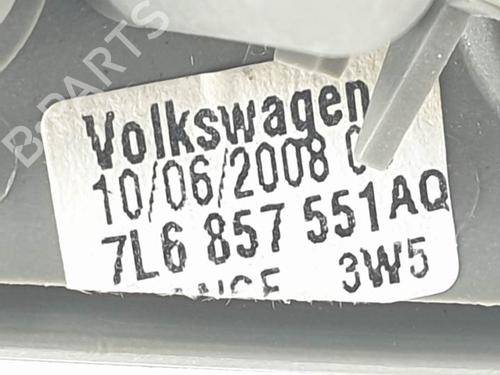 B-PARTS
Volkswagen
10/06/2008
7L6 857 551AQ
3W5